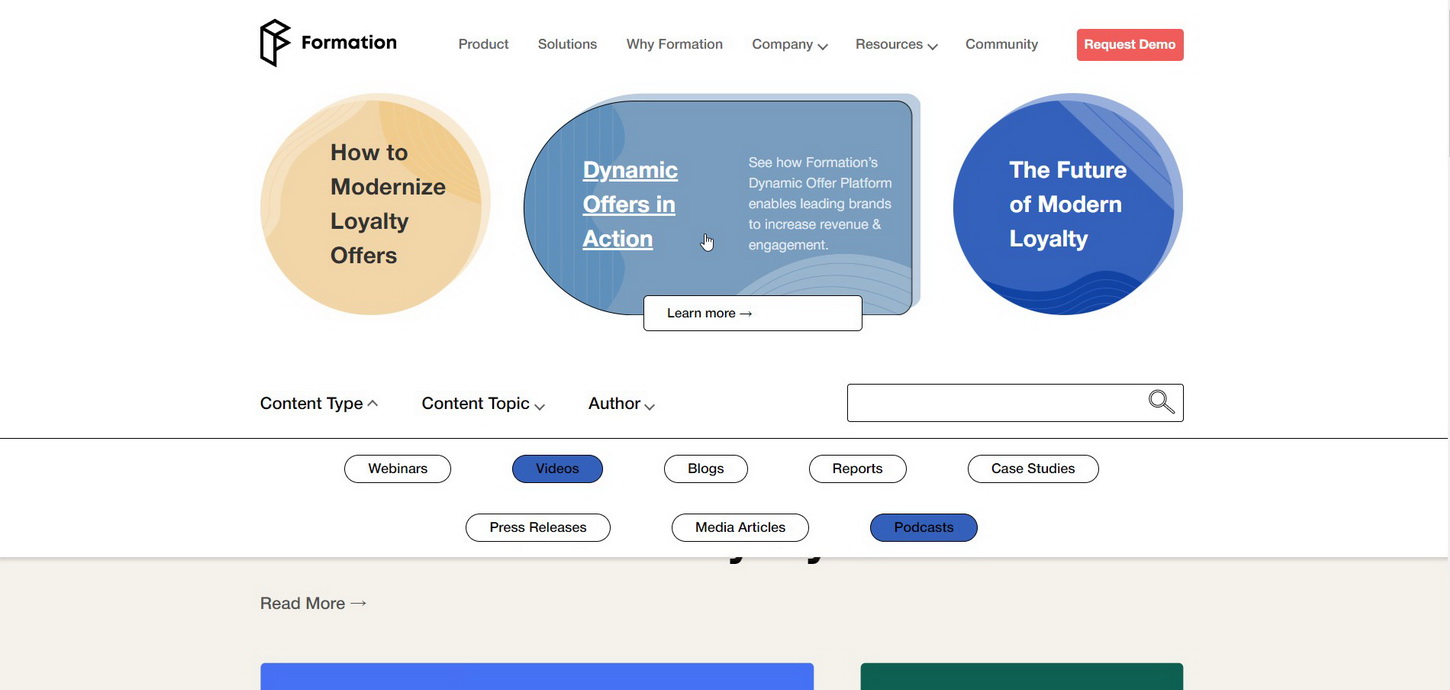 Formation
Product Solutions Why Formation Company Resources Community Request Demo
How to
Modernize
Loyalty
Offers
Dynamic
Offers in
Action
See how Formation's
Dynamic Offer Platform
enables leading brands
to increase revenue &
engagement.
Learn more →
The Future
of Modern
Loyalty
Content Type Content Topic Author
Webinars Videos Blogs Reports Case Studies
Press Releases Media Articles Podcasts
Read More →